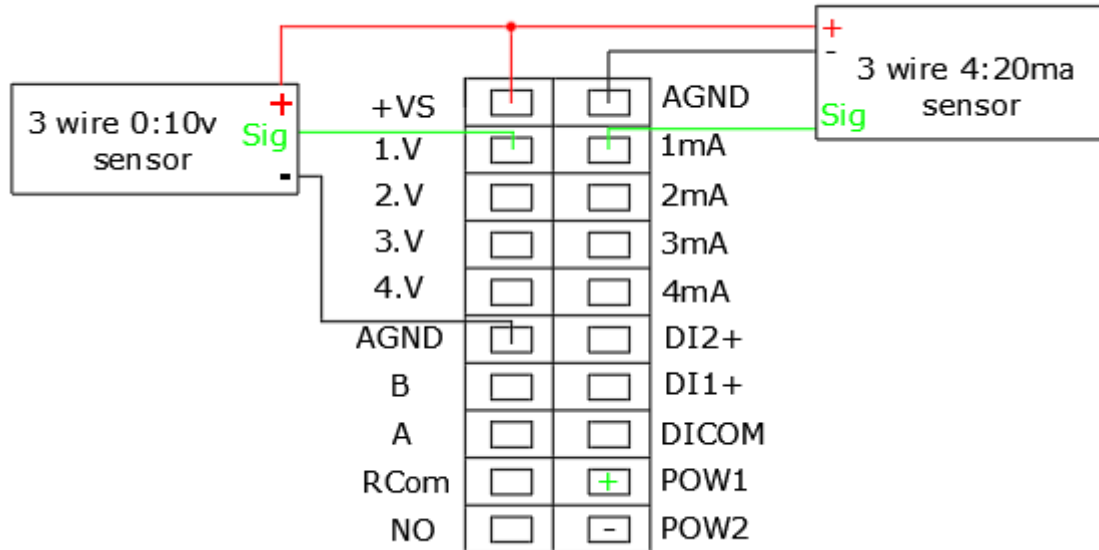 +
-
3 wire 4:20ma
sensor
Sig
3 wire 0:10v
sensor
+
Sig
-
+VS AGND
1.V 1mA
2.V 2mA
3.V 3mA
4.V 4mA
AGND DI2+
B DI1+
A DICOM
RCom + POW1
NO - POW2